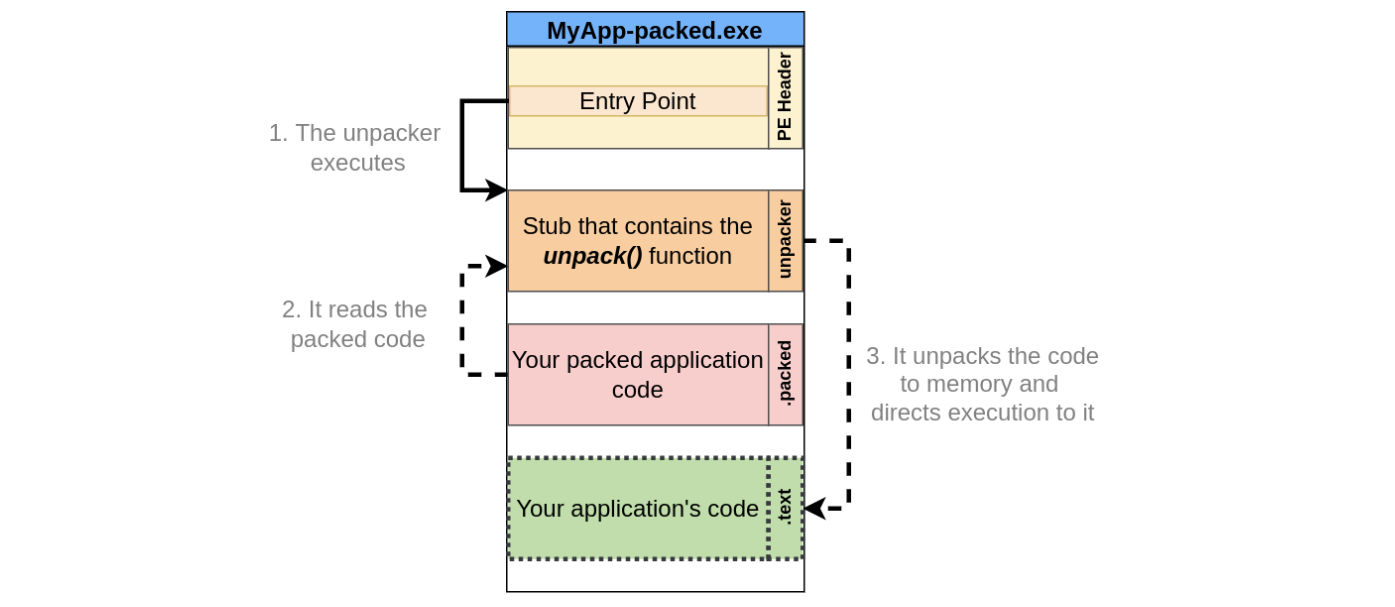 MyApp-packed.exe
Entry Point
PE Header
1. The unpacker
executes
Stub that contains the
unpack() function
unpacker
2. It reads the
packed code
Your packed application
code
.packed
3. It unpacks the code
to memory and
directs execution to it
Your application's code
.text